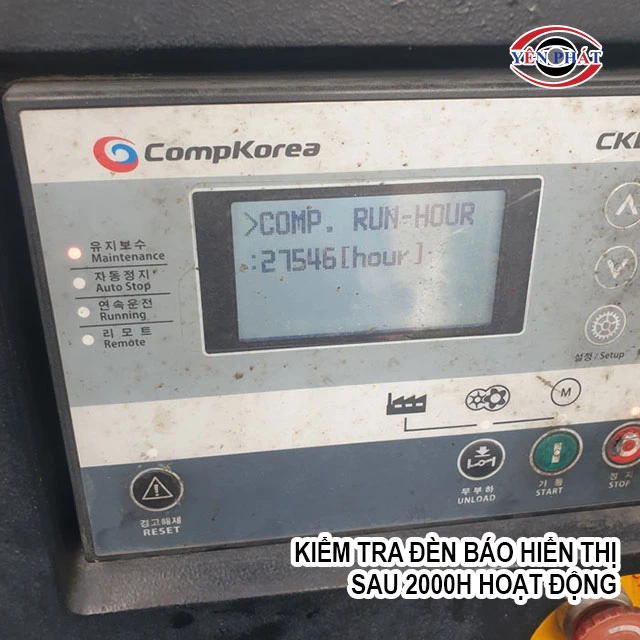 YÊN PHÁT
CompKorea
>COMP. RUN-HOUR
:27546[hour]
유지보수
Maintenance
자동정지
Auto Stop
연속운전
Running
리모트
Remote
설정/Setup
M
무부하
UNLOAD
기동
START
STOP
경고해제
RESET
KIỂM TRA ĐÈN BÁO HIỂN THỊ
SAU 2000H HOẠT ĐỘNG